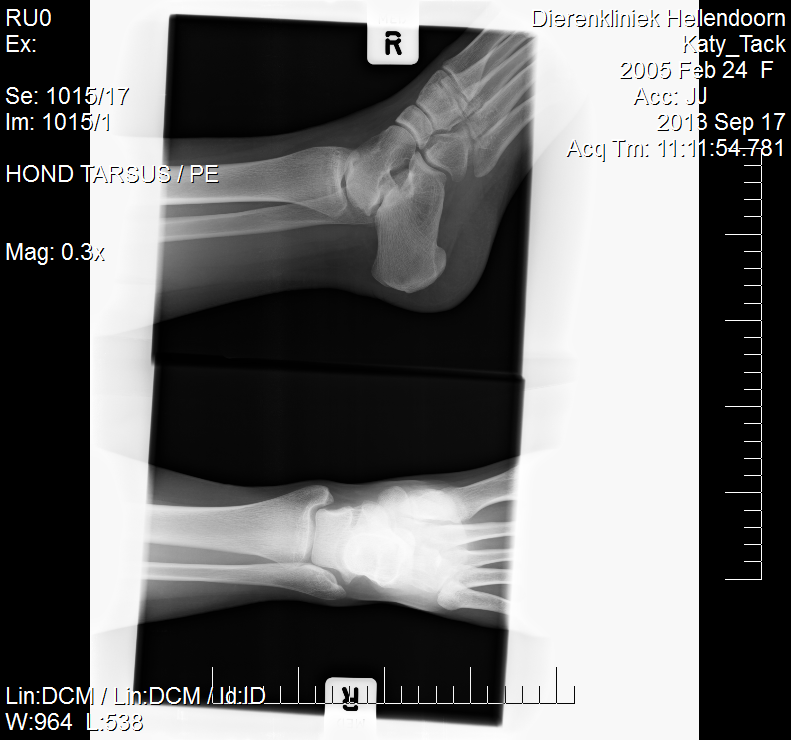 RU0
Ex:
Se: 1015/17
Im: 1015/1
HOND TARSUS / PE
Mag: 0.3x
R
Dierenkliniek Hellendoorn
Katy_Tack
2005 Feb 24 F
Acc: JJ
2013 Sep 17
Acq Tm: 11:11:54.781
R
Lin:DCM / Lin:DCM / Id:ID
W:964 L:538